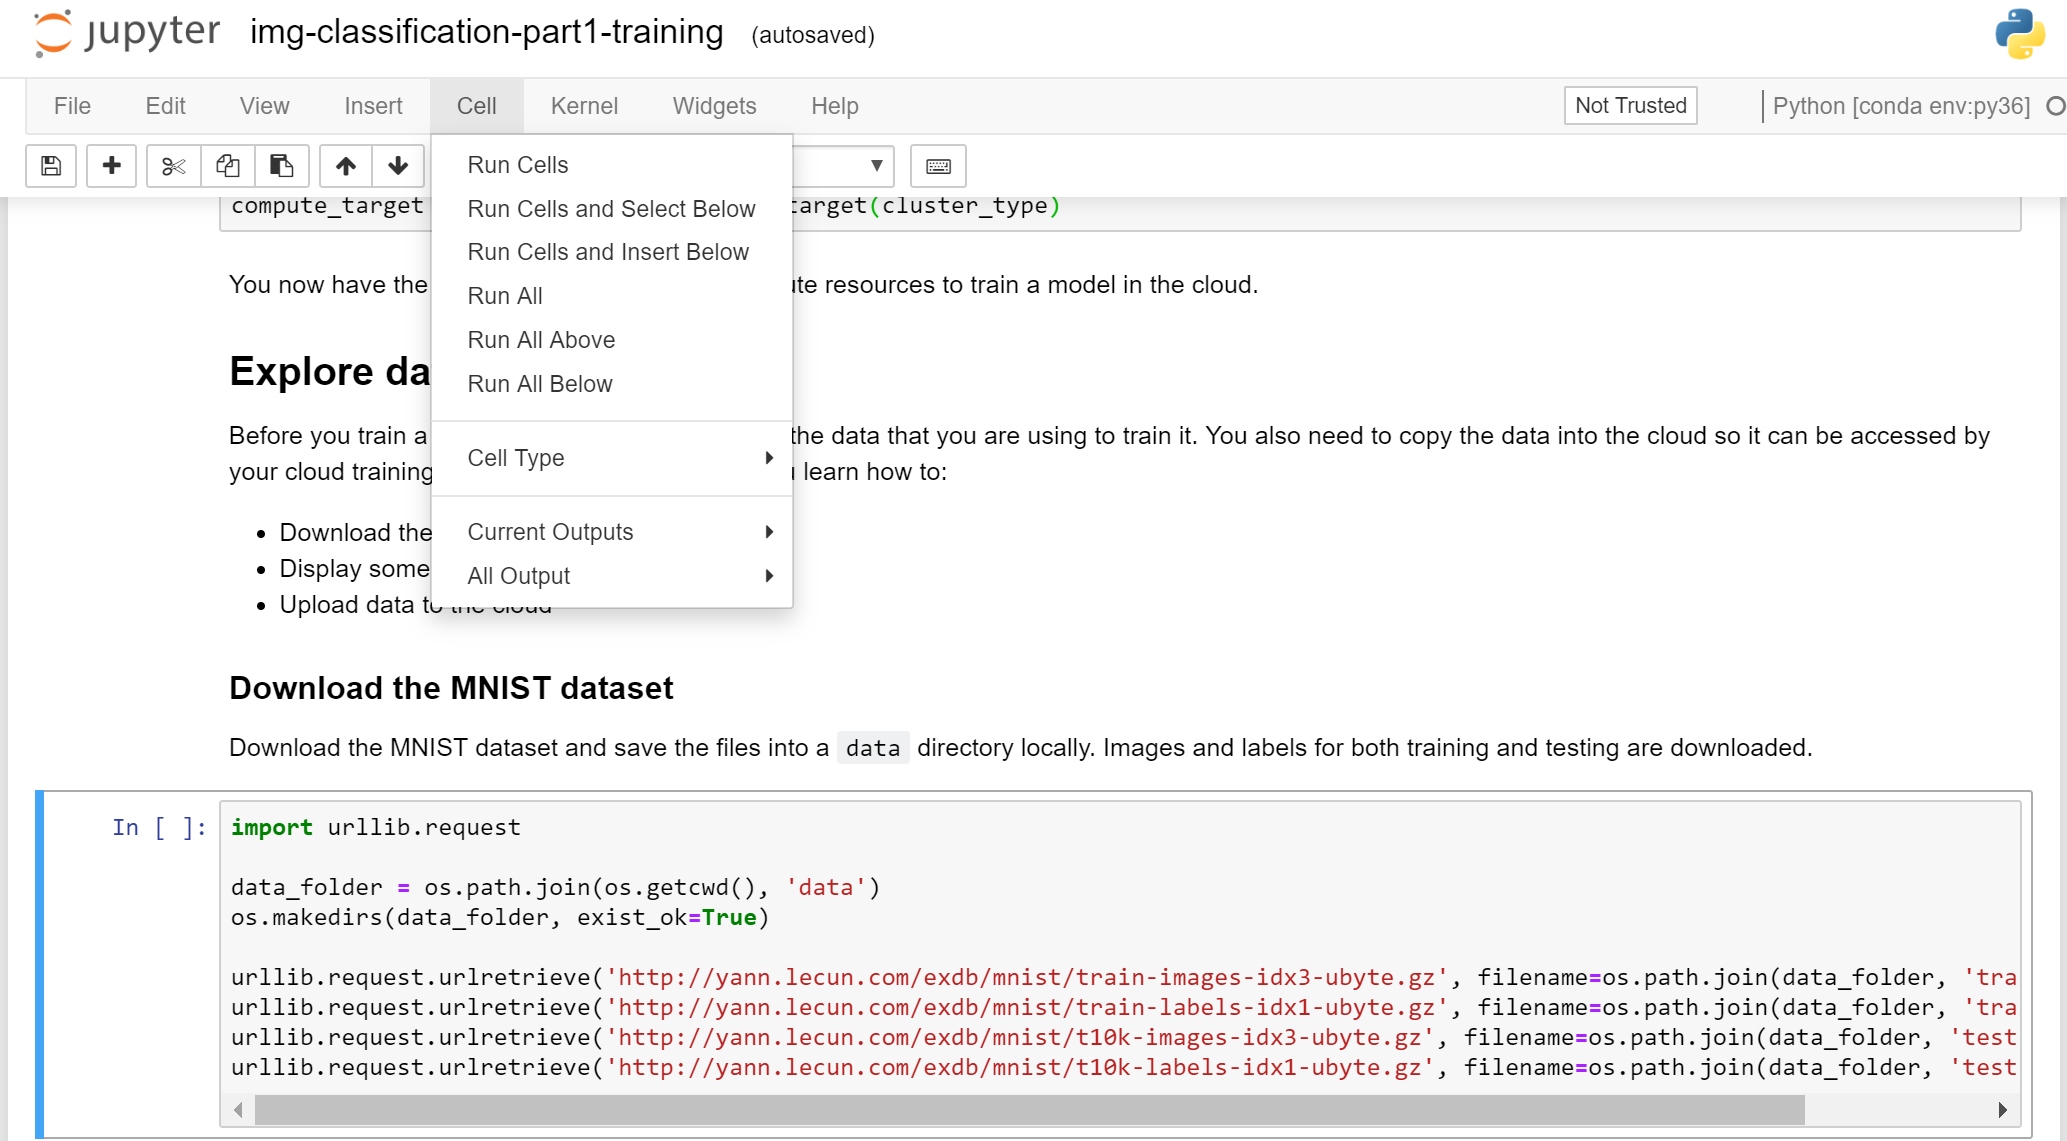 jupyter img-classification-part1-training (autosaved)
File Edit View Insert Cell Kernel Widgets Help Not Trusted Python [conda env:py36]
Run Cells
Run Cells and Select Below
Run Cells and Insert Below
Run All
Run All Above
Run All Below
Cell Type
Current Outputs
All Output
compute_target target(cluster_type)
You now have the resources to train a model in the cloud.
Explore
Before you train a the data that you are using to train it. You also need to copy the data into the cloud so it can be accessed by
your cloud training learn how to:
• Download the
• Display some
• Upload data to the cloud
Download the MNIST dataset
Download the MNIST dataset and save the files into a data directory locally. Images and labels for both training and testing are downloaded.
In [ ]: import urllib.request
data_folder = os.path.join(os.getcwd(), 'data')
os.makedirs(data_folder, exist_ok=True)
urllib.request.urlretrieve('http://yann.lecun.com/exdb/mnist/train-images-idx3-ubyte.gz', filename=os.path.join(data_folder, 'tra
urllib.request.urlretrieve('http://yann.lecun.com/exdb/mnist/train-labels-idx1-ubyte.gz', filename=os.path.join(data_folder, 'tra
urllib.request.urlretrieve('http://yann.lecun.com/exdb/mnist/t10k-images-idx3-ubyte.gz', filename=os.path.join(data_folder, 'test
urllib.request.urlretrieve('http://yann.lecun.com/exdb/mnist/t10k-labels-idx1-ubyte.gz', filename=os.path.join(data_folder, 'test